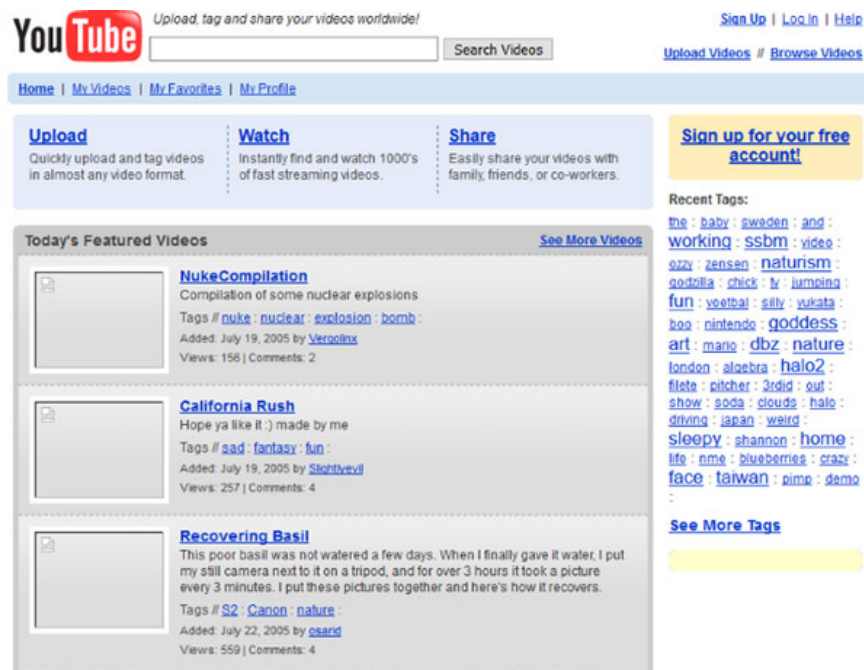 YouTube
Upload, tag and share your videos worldwide!
Search Videos
Sign Up | Log In | Help
Upload Videos // Browse Videos
Home | My Videos | My Favorites | My Profile
Upload
Quickly upload and tag videos
in almost any video format.
Watch
Instantly find and watch 1000's
of fast streaming videos.
Share
Easily share your videos with
family, friends, or co-workers.
Today's Featured Videos
See More Videos
NukeCompilation
Compilation of some nuclear explosions
Tags // nuke : nuclear : explosion : bomb :
Added: July 19, 2005 by Vergolinx
Views: 156 | Comments: 2
California Rush
Hope ya like it :) made by me
Tags // sad : fantasy : fun :
Added: July 19, 2005 by Slightlyevil
Views: 257 | Comments: 4
Recovering Basil
This poor basil was not watered a few days. When I finally gave it water, I put
my still camera next to it on a tripod, and for over 3 hours it took a picture
every 3 minutes. I put these pictures together and here's how it recovers.
Tags // S2 : Canon : nature :
Added: July 22, 2005 by osarid
Views: 559 | Comments: 4
Sign up for your free
account!
Recent Tags:
the : baby : sweden : and :
working : ssbm : video :
ozzy : zensen : naturism :
godzilla : chick : tv : jumping :
fun : voetbal : silly : yukata :
boo : nintendo : goddess :
art : mario : dbz : nature :
london : algebra : halo2 :
filete : pitcher : 3rdid : out :
show : soda : clouds : halo :
driving : japan : weird :
sleepy : shannon : home :
life : nme : blueberries : crazy :
face : taiwan : pimp : demo
:
See More Tags